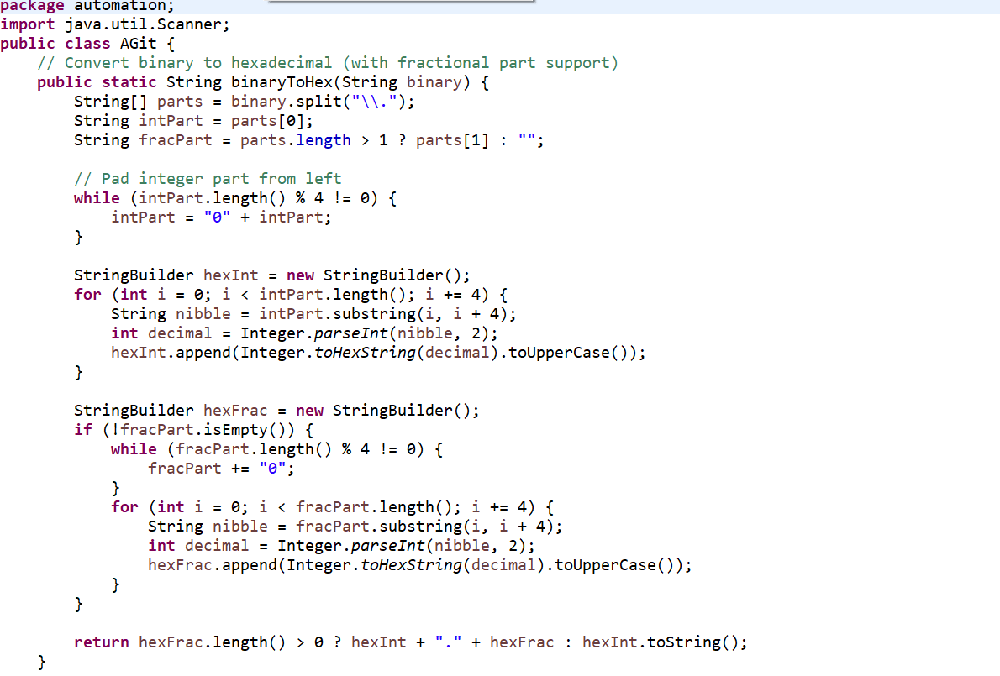 package automation;
import java.util.Scanner;
public class AGit {
    // Convert binary to hexadecimal (with fractional part support)
    public static String binaryToHex(String binary) {
        String[] parts = binary.split("\\.");
        String intPart = parts[0];
        String fracPart = parts.length > 1 ? parts[1] : "";

        // Pad integer part from left
        while (intPart.length() % 4 != 0) {
            intPart = "0" + intPart;
        }

        StringBuilder hexInt = new StringBuilder();
        for (int i = 0; i < intPart.length(); i += 4) {
            String nibble = intPart.substring(i, i + 4);
            int decimal = Integer.parseInt(nibble, 2);
            hexInt.append(Integer.toHexString(decimal).toUpperCase());
        }

        StringBuilder hexFrac = new StringBuilder();
        if (!fracPart.isEmpty()) {
            while (fracPart.length() % 4 != 0) {
                fracPart += "0";
            }
            for (int i = 0; i < fracPart.length(); i += 4) {
                String nibble = fracPart.substring(i, i + 4);
                int decimal = Integer.parseInt(nibble, 2);
                hexFrac.append(Integer.toHexString(decimal).toUpperCase());
            }
        }

        return hexFrac.length() > 0 ? hexInt + "." + hexFrac : hexInt.toString();
    }